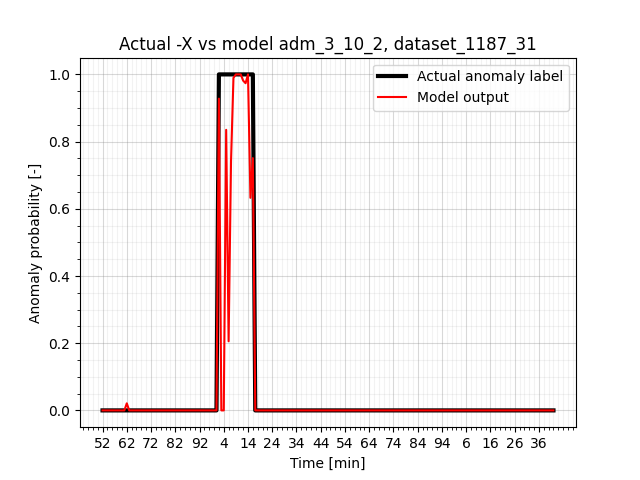 Actual -X vs model adm_3_10_2, dataset_1187_31
Actual anomaly label
Model output
Anomaly probability [-]
1.0
0.8
0.6
0.4
0.2
0.0
52 62 72 82 92 4 14 24 34 44 54 64 74 84 94 6 16 26 36
Time [min]